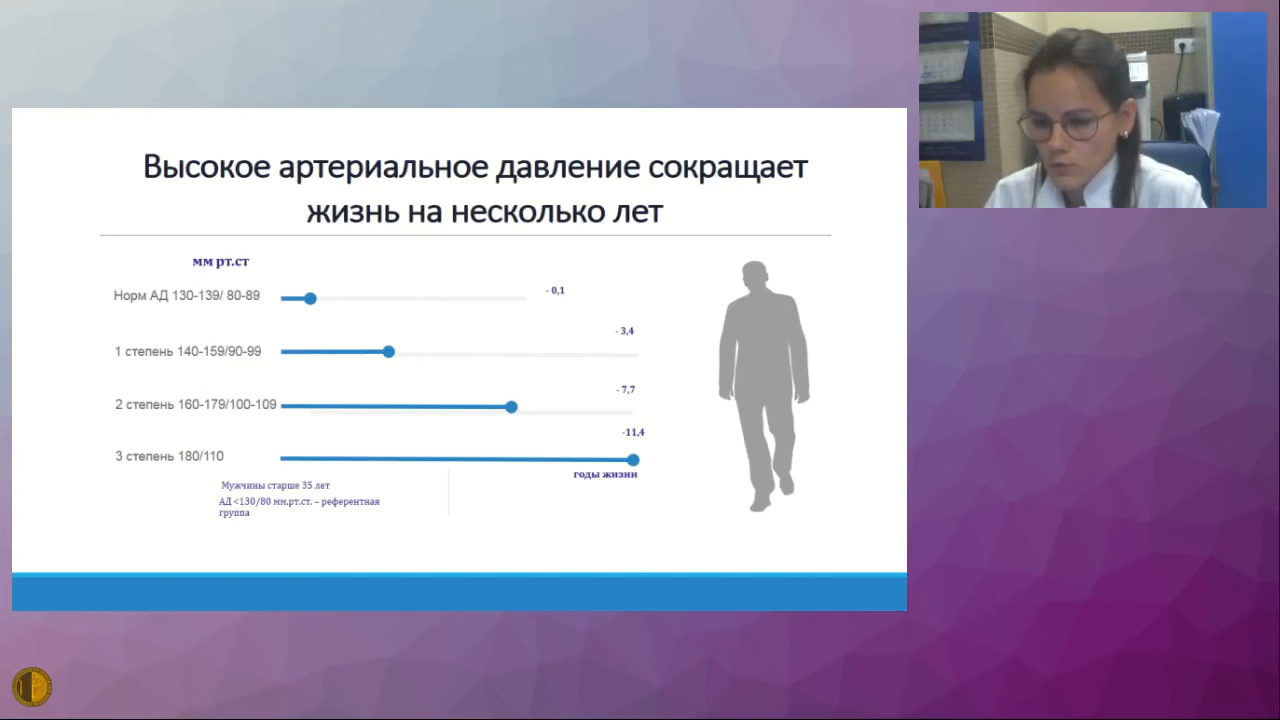 Высокое артериальное давление сокращает
жизнь на несколько лет
мм рт.ст
Норм АД 130-139/ 80-89
- 0,1
1 степень 140-159/90-99
- 3,4
2 степень 160-179/100-109
- 7,7
3 степень 180/110
-11,4
годы жизни
Мужчины старше 35 лет
АД <130/80 мм.рт.ст. – референтная
группа